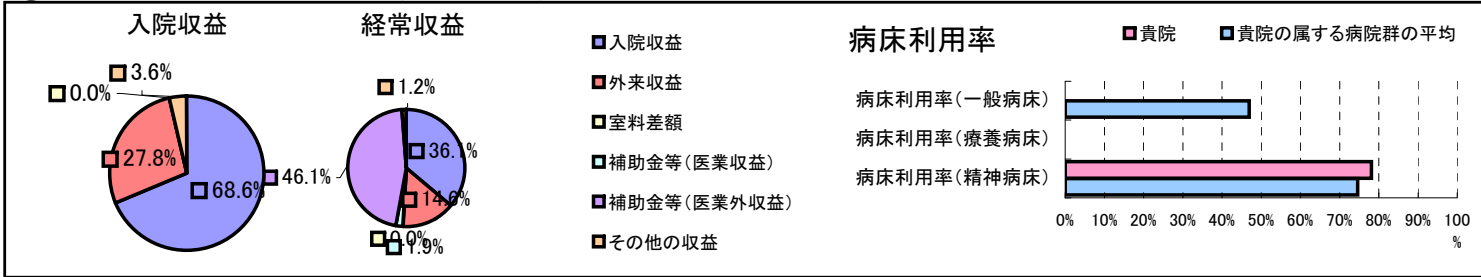 入院収益
3.6%
0.0%
27.8%
68.6%
経常収益
1.2%
46.1%
36.1%
14.6%
0.0%
1.9%
入院収益
外来収益
室料差額
補助金等(医業収益)
補助金等(医業外収益)
その他の収益
病床利用率
貴院
貴院の属する病院群の平均
病床利用率(一般病床)
病床利用率(療養病床)
病床利用率(精神病床)
0% 10% 20% 30% 40% 50% 60% 70% 80% 90% 100
%